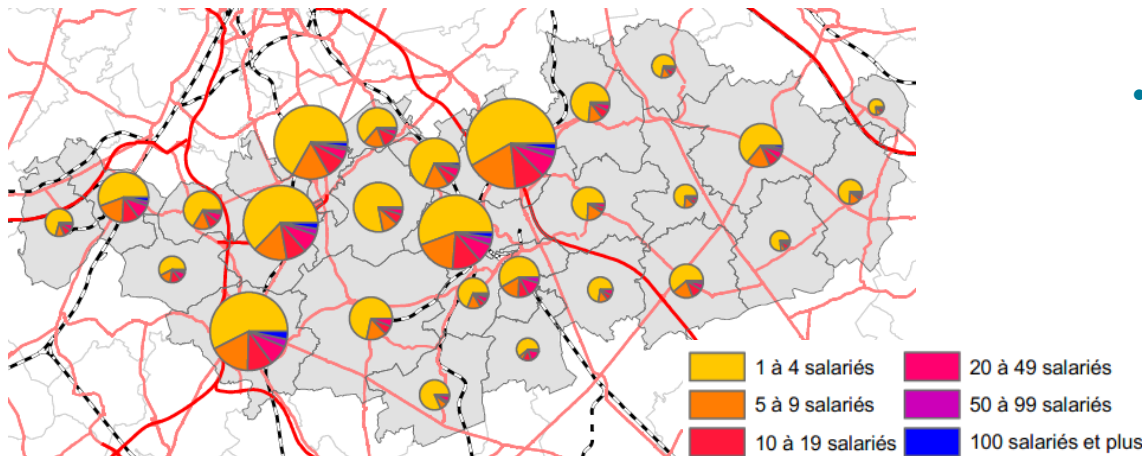 1 à 4 salariés
5 à 9 salariés
10 à 19 salariés
20 à 49 salariés
50 à 99 salariés
100 salariés et plus